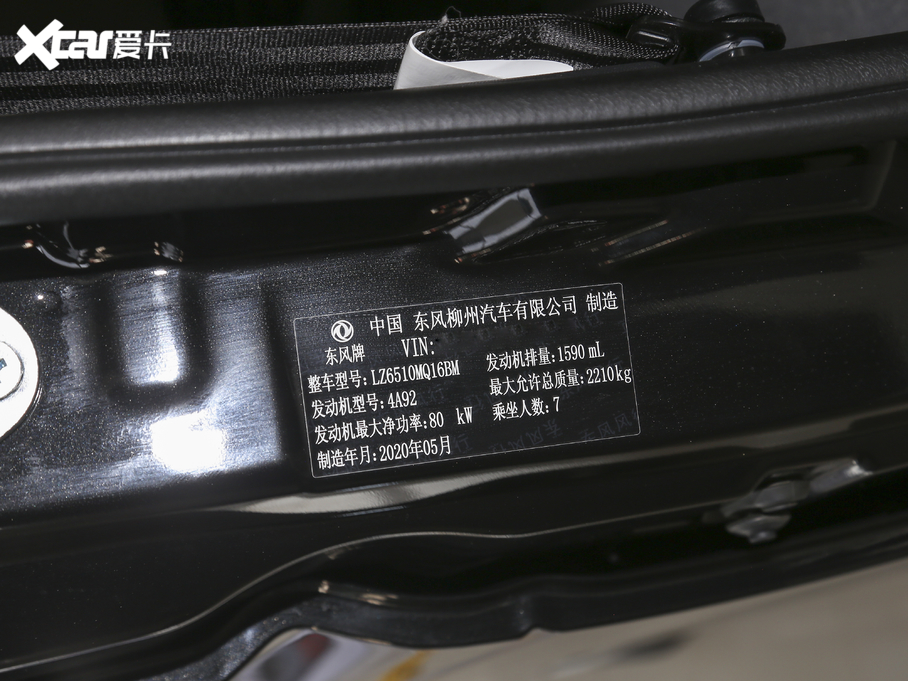 Xcar爱卡
中国 东风柳州汽车有限公司 制造
东风牌 VIN:
整车型号:LZ6510MQ16BM 发动机排量:1590 mL
发动机型号:4A92 最大允许总质量:2210kg
发动机最大净功率:80 kW 乘坐人数:7
制造年月:2020年05月